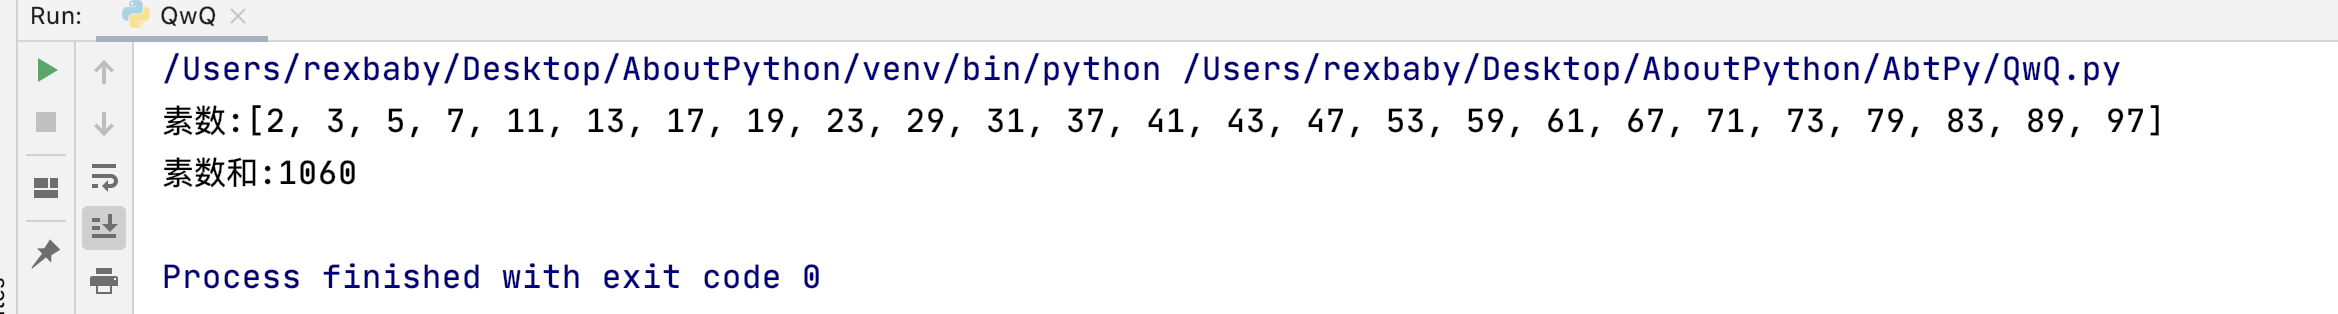 Run: QwQ
/Users/rexbaby/Desktop/AboutPython/venv/bin/python /Users/rexbaby/Desktop/AboutPython/AbtPy/QwQ.py
素数:[2, 3, 5, 7, 11, 13, 17, 19, 23, 29, 31, 37, 41, 43, 47, 53, 59, 61, 67, 71, 73, 79, 83, 89, 97]
素数和:1060
Process finished with exit code 0